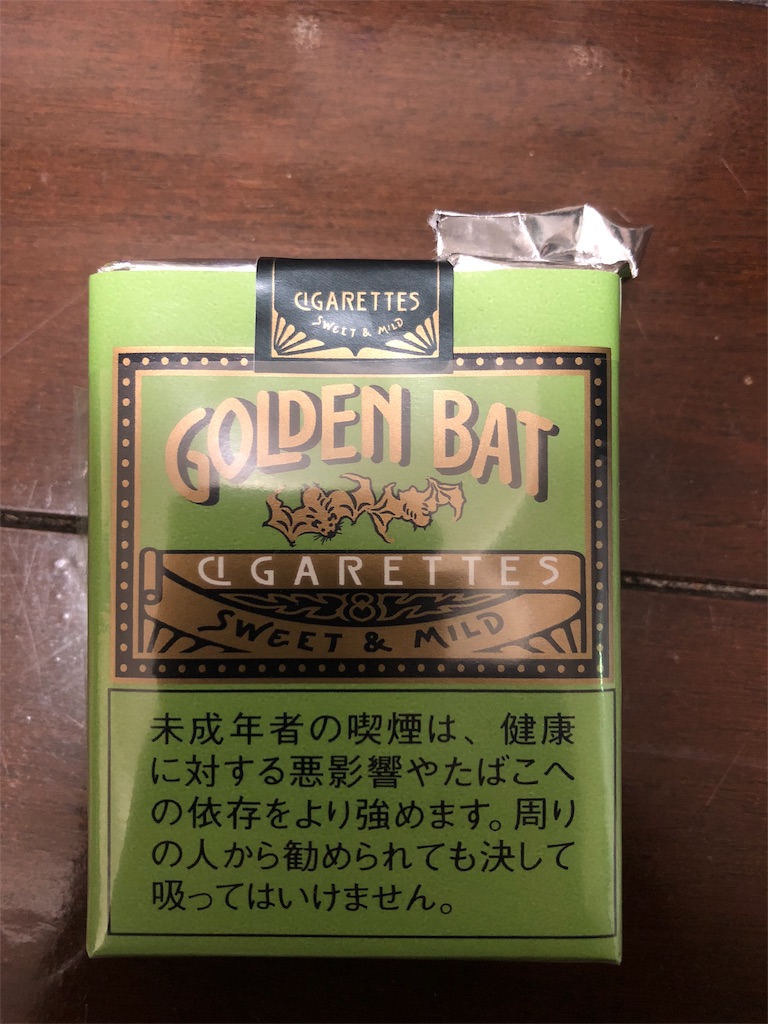 CIGARETTES
SWEET & MILD
GOLDEN BAT
CIGARETTES
SWEET & MILD
未成年者の喫煙は、健康
に対する悪影響やたばこへ
の依存をより強めます。周り
の人から勧められても決して
吸ってはいけません。